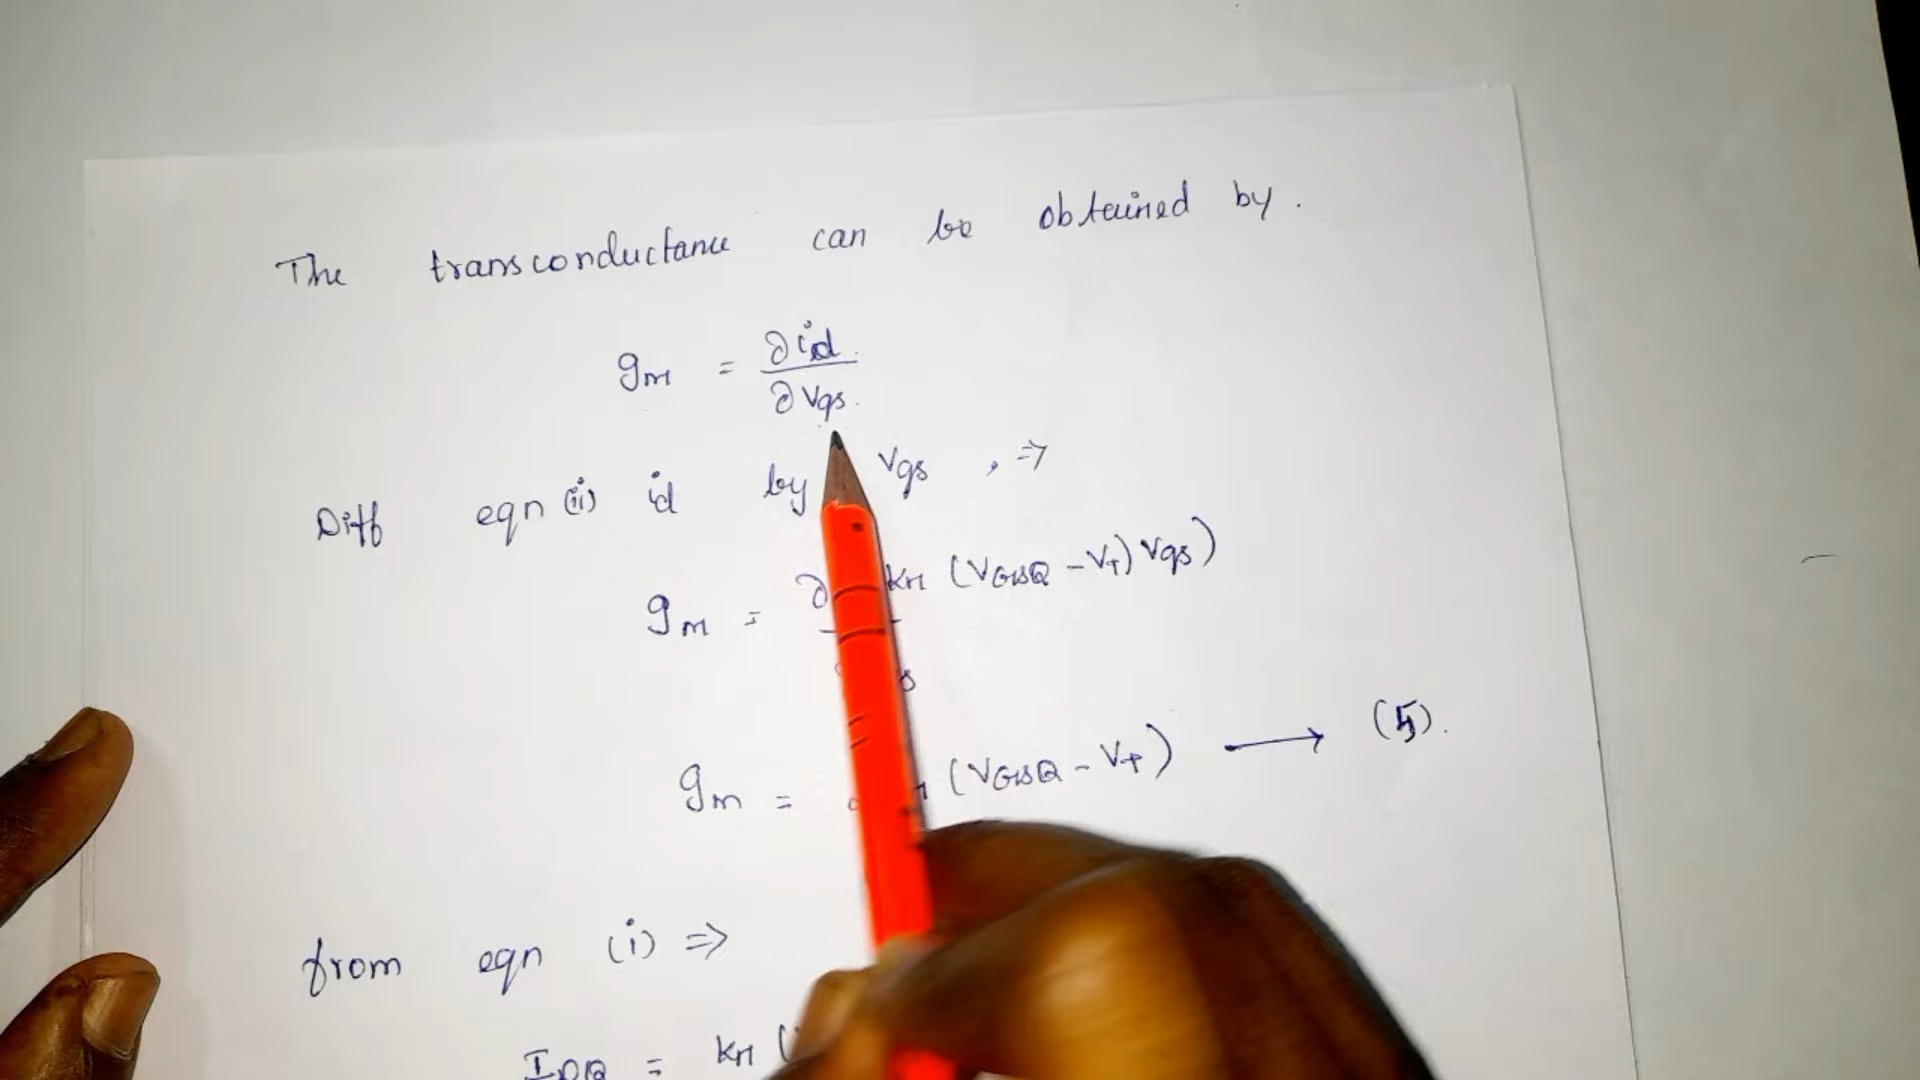 The transconductance can be obtained by.
gm = ∂id / ∂vgs.
Diff eqn (ii) id by vgs , ⇒
gm = ∂ kn (VGSQ - VT) vgs)
gm = (VGSQ - VT) ⟶ (5).
from eqn (i) ⇒
IDQ = kn (